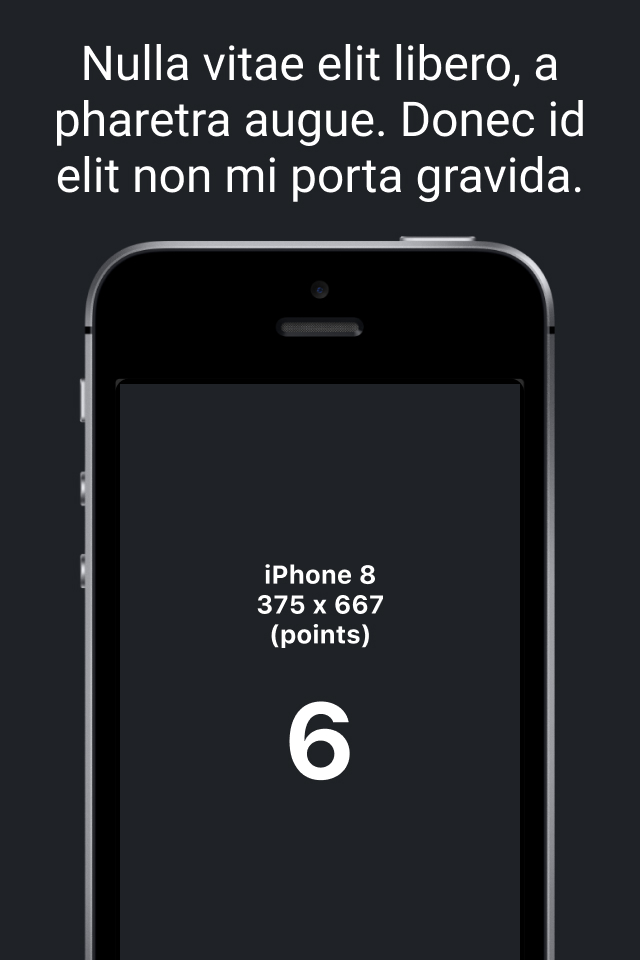 Nulla vitae elit libero, a
pharetra augue. Donec id
elit non mi porta gravida.
iPhone 8
375 x 667
(points)
6